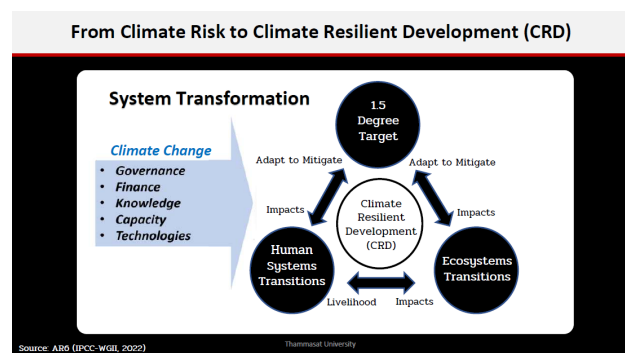 From Climate Risk to Climate Resilient Development (CRD)
System Transformation
Climate Change
• Governance
• Finance
• Knowledge
• Capacity
• Technologies
1.5
Degree
Target
Adapt to Mitigate
Adapt to Mitigate
Impacts
Climate
Resilient
Development
(CRD)
Impacts
Human
Systems
Transitions
Ecosystems
Transitions
Livelihood
Impacts
Source: AR6 (IPCC-WGII, 2022)
Thammasat University